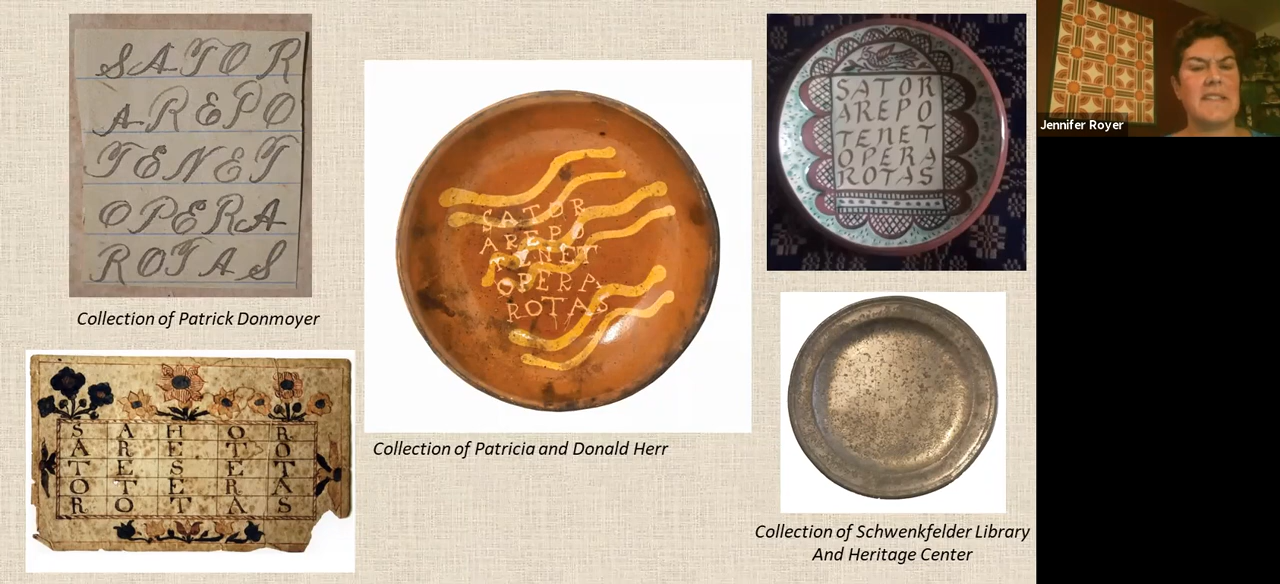 SATOR
AREPO
TENET
OPERA
ROTAS
Collection of Patrick Donmoyer
S A H O R
A R E T O
T E S E T
O T E R A
R O T A S
SATOR
AREPO
TENET
OPERA
ROTAS
Collection of Patricia and Donald Herr
SATOR
AREPO
TENET
OPERA
ROTAS
Collection of Schwenkfelder Library
And Heritage Center
Jennifer Royer